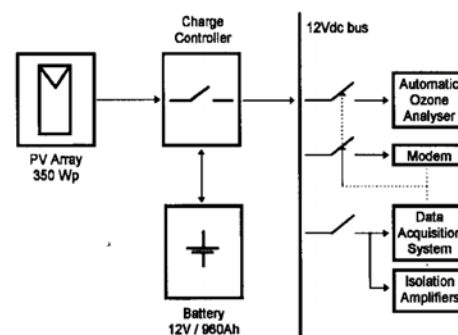 Charge
Controller
12Vdc bus
PV Array
350 Wp
Automatic
Ozone
Analyser
Modem
Data
Acquisition
System
Isolation
Amplifiers
Battery
12V / 960Ah